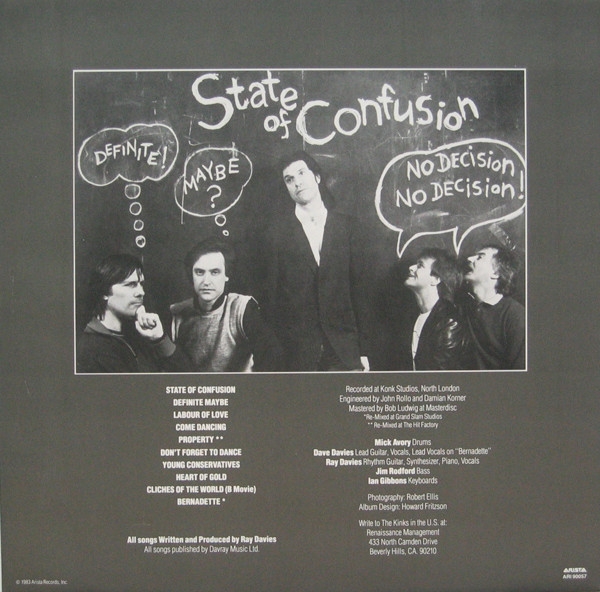 State
of Confusion
DEFINITE!
MAYBE
?
NO DECISION
NO DECISION!
STATE OF CONFUSION
DEFINITE MAYBE
LABOUR OF LOVE
COME DANCING
PROPERTY **
DON'T FORGET TO DANCE
YOUNG CONSERVATIVES
HEART OF GOLD
CLICHES OF THE WORLD (B Movie)
BERNADETTE *
All songs Written and Produced by Ray Davies
All songs published by Davray Music Ltd.
Recorded at Konk Studios, North London
Engineered by John Rollo and Damian Korner
Mastered by Bob Ludwig at Masterdisc
*Re-Mixed at Grand Slam Studios
** Re-Mixed at The Hit Factory
Mick Avory Drums
Dave Davies Lead Guitar, Vocals, Lead Vocals on "Bernadette"
Ray Davies Rhythm Guitar, Synthesizer, Piano, Vocals
Jim Rodford Bass
Ian Gibbons Keyboards
Photography: Robert Ellis
Album Design: Howard Fritzson
Write to The Kinks in the U.S. at:
Renaissance Management
433 North Camden Drive
Beverly Hills, CA. 90210
© 1983 Arista Records, Inc.
ARISTA
ARI 90057